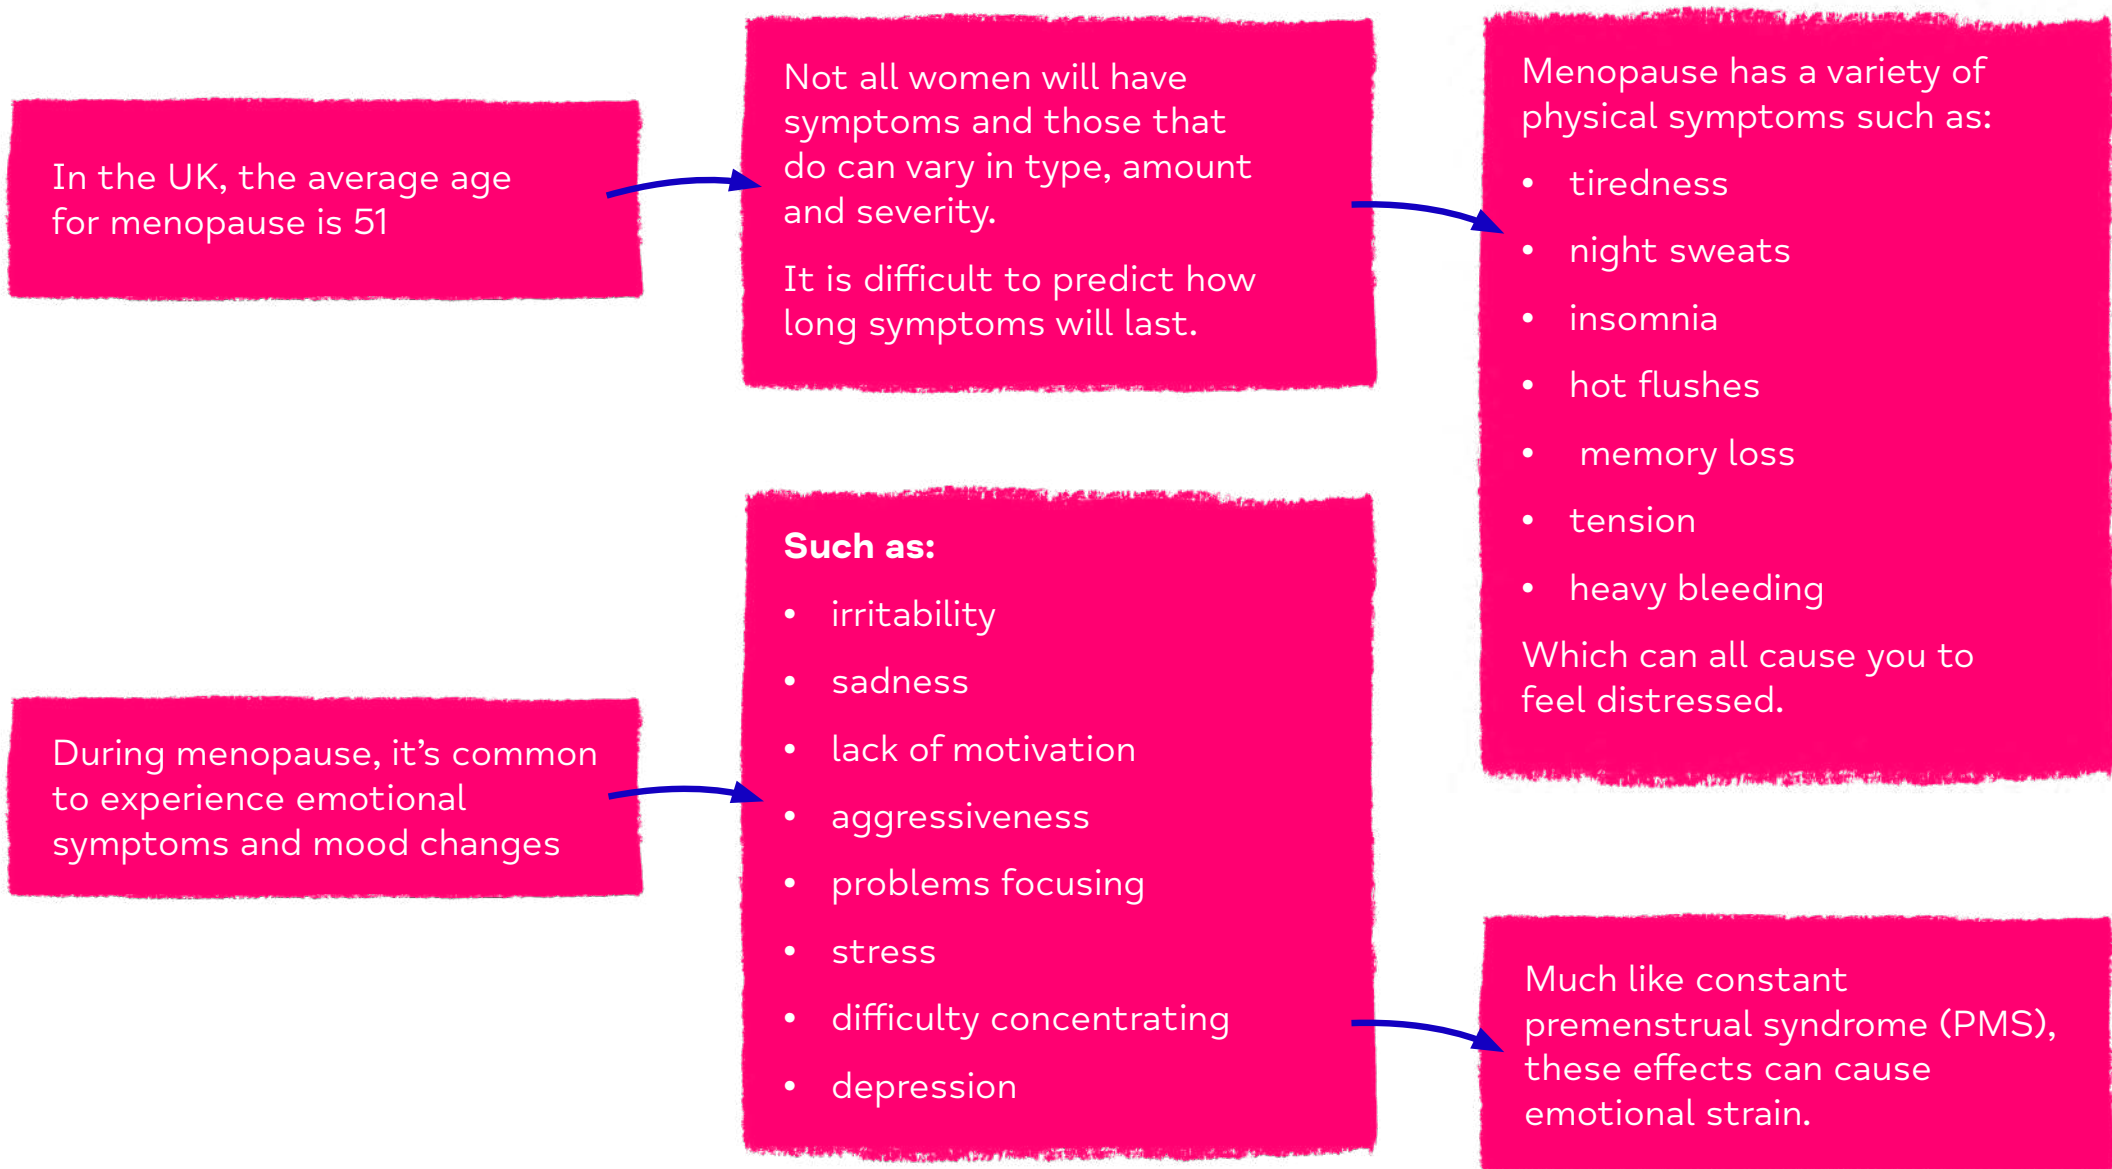 In the UK, the average age
for menopause is 51
Not all women will have
symptoms and those that
do can vary in type, amount
and severity.
It is difficult to predict how
long symptoms will last.
Menopause has a variety of
physical symptoms such as:
• tiredness
• night sweats
• insomnia
• hot flushes
• memory loss
• tension
• heavy bleeding
Which can all cause you to
feel distressed.
During menopause, it’s common
to experience emotional
symptoms and mood changes
Such as:
• irritability
• sadness
• lack of motivation
• aggressiveness
• problems focusing
• stress
• difficulty concentrating
• depression
Much like constant
premenstrual syndrome (PMS),
these effects can cause
emotional strain.